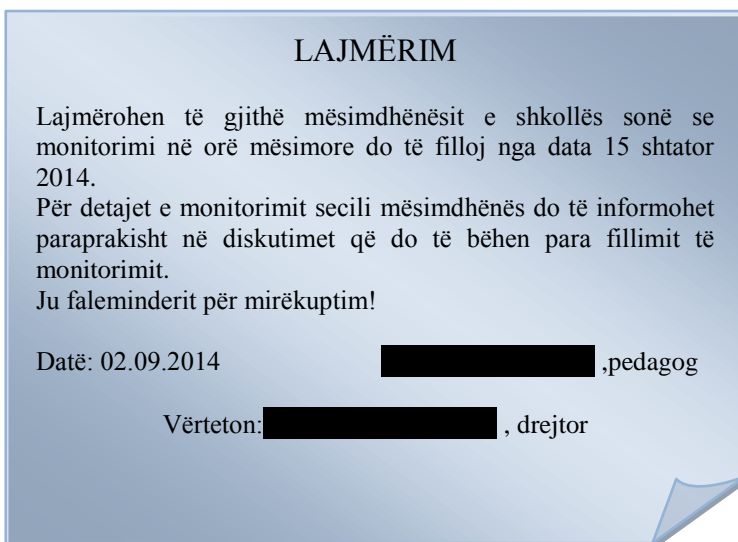 LAJMËRIM
Lajmërohen të gjithë mësimdhënësit e shkollës sonë se
monitorimi në orë mësimore do të filloj nga data 15 shtator
2014.
Për detajet e monitorimit secili mësimdhënës do të informohet
paraprakisht në diskutimet që do të bëhen para fillimit të
monitorimit.
Ju faleminderit për mirëkuptim!
Datë: 02.09.2014 ,pedagog
Vërteton: , drejtor